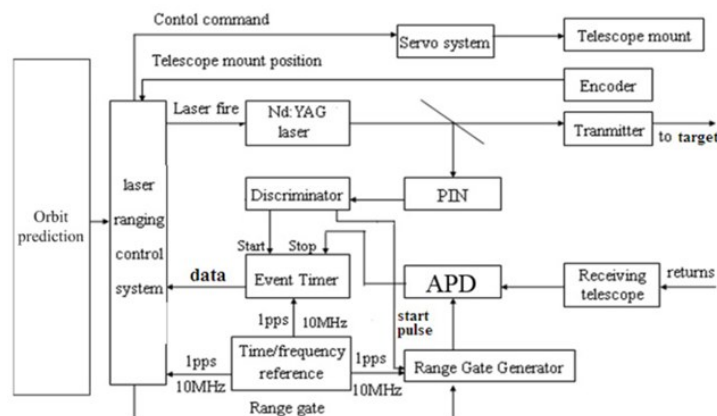 Contol command
Servo system
Telescope mount
Telescope mount position
Encoder
Laser fire
Nd:YAG
laser
Tranmitter
to target
laser
ranging
control
system
Orbit
prediction
Discriminator
PIN
Start
Stop
data
Event Timer
APD
Receiving
telescope
returns
1pps
10MHz
start
pulse
Time/frequency
reference
1pps
10MHz
1pps
10MHz
Range Gate Generator
Range gate